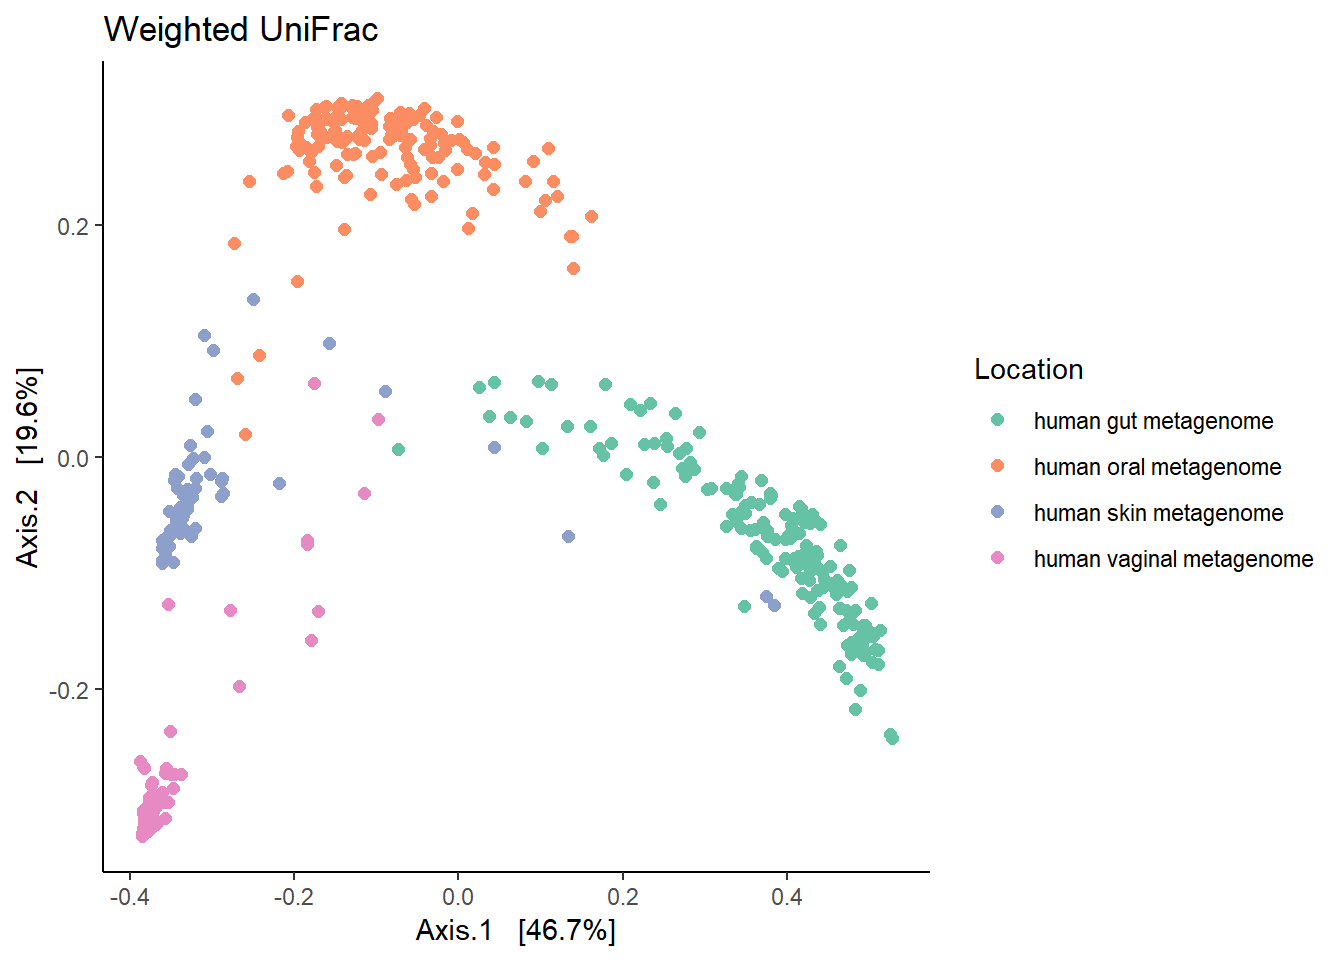 Weighted UniFrac
0.2
0.0
-0.2
Axis.2 [19.6%]
-0.4
-0.2
0.0
0.2
0.4
Axis.1 [46.7%]
Location
human gut metagenome
human oral metagenome
human skin metagenome
human vaginal metagenome